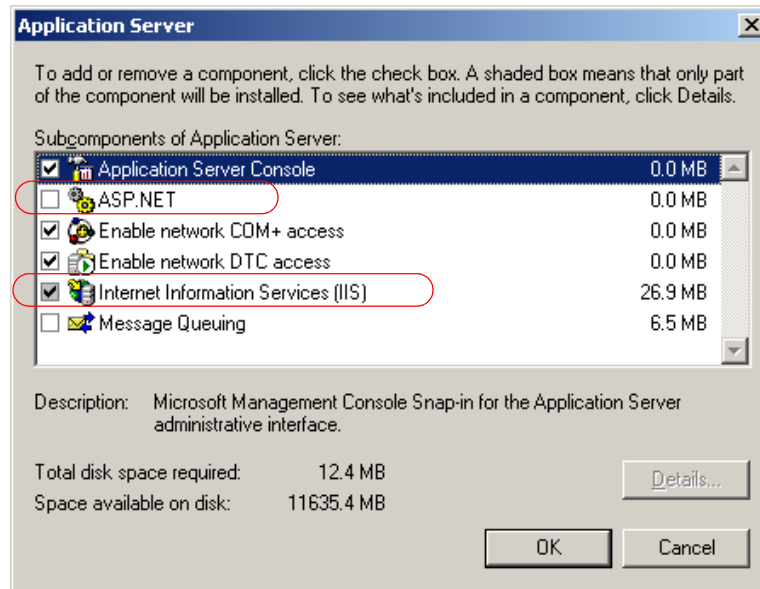 Application Server
To add or remove a component, click the check box. A shaded box means that only part
of the component will be installed. To see what's included in a component, click Details.
Subcomponents of Application Server:
Application Server Console 0.0 MB
ASP.NET 0.0 MB
Enable network COM+ access 0.0 MB
Enable network DTC access 0.0 MB
Internet Information Services (IIS) 26.9 MB
Message Queuing 6.5 MB
Description: Microsoft Management Console Snap-in for the Application Server
administrative interface.
Total disk space required: 12.4 MB
Details...
Space available on disk: 11635.4 MB
OK Cancel